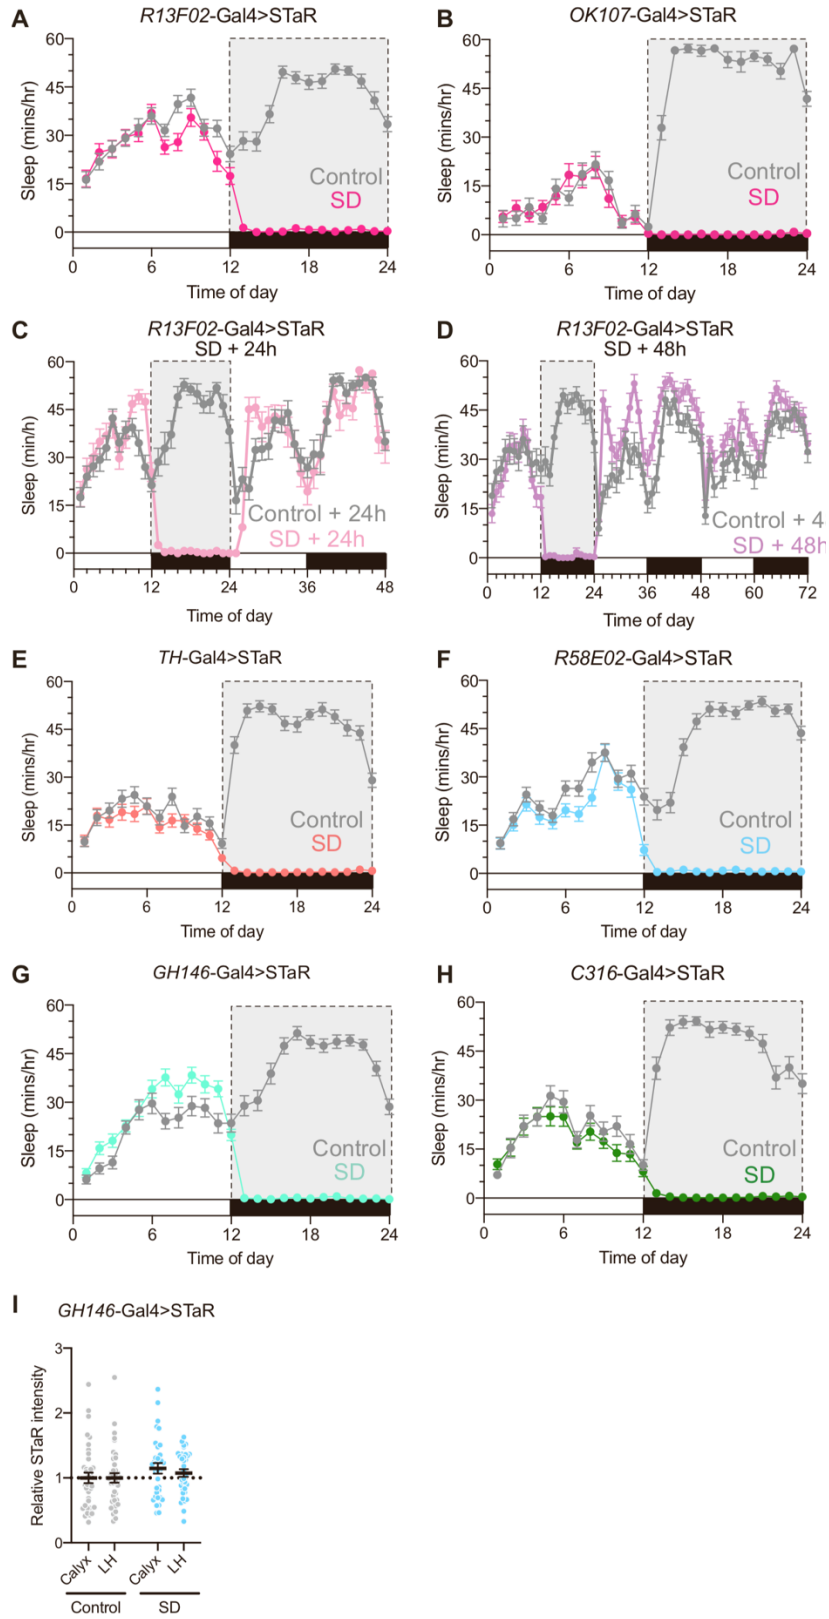 A
R13F02-Gal4>STaR
60
45
30
15
0
Sleep (mins/hr)
Control
SD
0 6 12 18 24
Time of day
B
OK107-Gal4>STaR
60
45
30
15
0
Sleep (mins/hr)
Control
SD
0 6 12 18 24
Time of day
C
R13F02-Gal4>STaR
SD + 24h
60
45
30
15
0
Sleep (min/h)
Control + 24h
SD + 24h
0 12 24 36 48
Time of day
D
R13F02-Gal4>STaR
SD + 48h
60
45
30
15
0
Sleep (min/h)
Control + 4
SD + 48h
0 12 24 36 48 60 72
Time of day
E
TH-Gal4>STaR
60
45
30
15
0
Sleep (mins/hr)
Control
SD
0 6 12 18 24
Time of day
F
R58E02-Gal4>STaR
60
45
30
15
0
Sleep (mins/hr)
Control
SD
0 6 12 18 24
Time of day
G
GH146-Gal4>STaR
60
45
30
15
0
Sleep (mins/hr)
Control
SD
0 6 12 18 24
Time of day
H
C316-Gal4>STaR
60
45
30
15
0
Sleep (mins/hr)
Control
SD
0 6 12 18 24
Time of day
I
GH146-Gal4>STaR
3
2
1
0
Relative STaR intensity
Calyx LH Calyx LH
Control SD